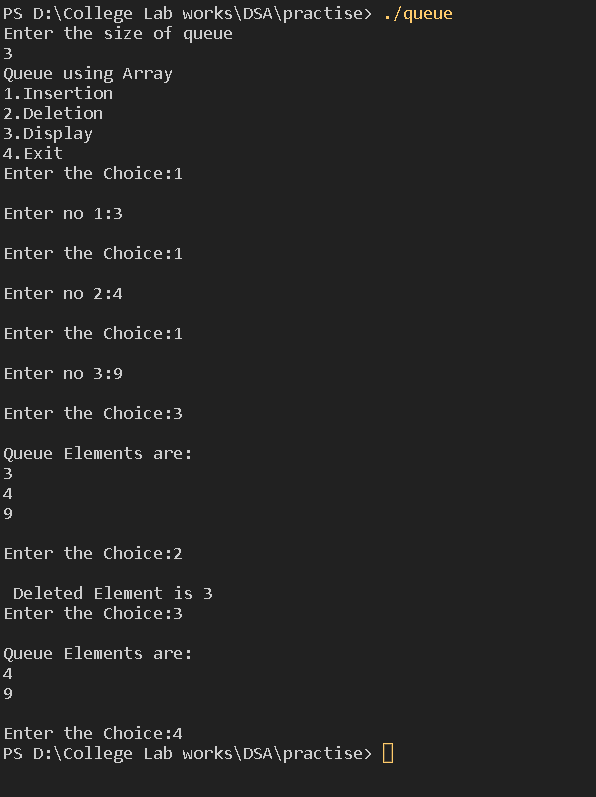 PS D:\College Lab works\DSA\practise> ./queue
Enter the size of queue
3
Queue using Array
1.Insertion
2.Deletion
3.Display
4.Exit
Enter the Choice:1
Enter no 1:3
Enter the Choice:1
Enter no 2:4
Enter the Choice:1
Enter no 3:9
Enter the Choice:3
Queue Elements are:
3
4
9
Enter the Choice:2
Deleted Element is 3
Enter the Choice:3
Queue Elements are:
4
9
Enter the Choice:4
PS D:\College Lab works\DSA\practise>